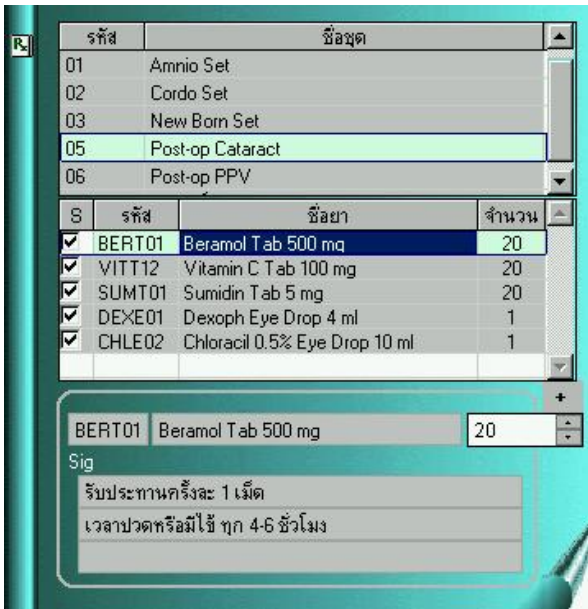 Rx
รหัส ชื่อชุด
01 Amnio Set
02 Cordo Set
03 New Born Set
05 Post-op Cataract
06 Post-op PPV
S รหัส ชื่อยา จำนวน
BERT01 Beramol Tab 500 mg 20
VITT12 Vitamin C Tab 100 mg 20
SUMT01 Sumidin Tab 5 mg 20
DEXE01 Dexoph Eye Drop 4 ml 1
CHLE02 Chloracil 0.5% Eye Drop 10 ml 1
+
BERT01 Beramol Tab 500 mg 20
Sig
รับประทานครั้งละ 1 เม็ด
เวลาปวดหรือมีไข้ ทุก 4-6 ชั่วโมง